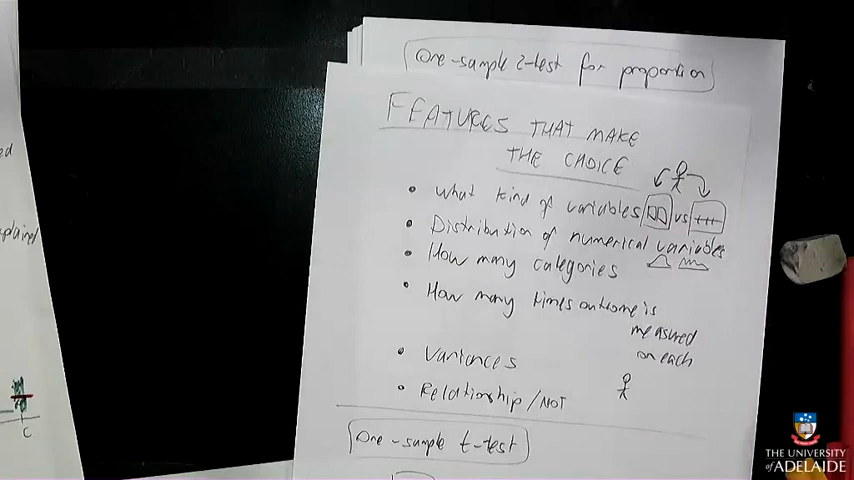 One-sample z-test for proportion
FEATURES THAT MAKE
THE CHOICE
• What kind of variables vs
• Distribution of numerical variables
• How many categories
• How many times outcome is
measured
on each
• Variances
• Relationship/NOT
One-sample t-test
ed
xplained
C
THE UNIVERSITY
of ADELAIDE